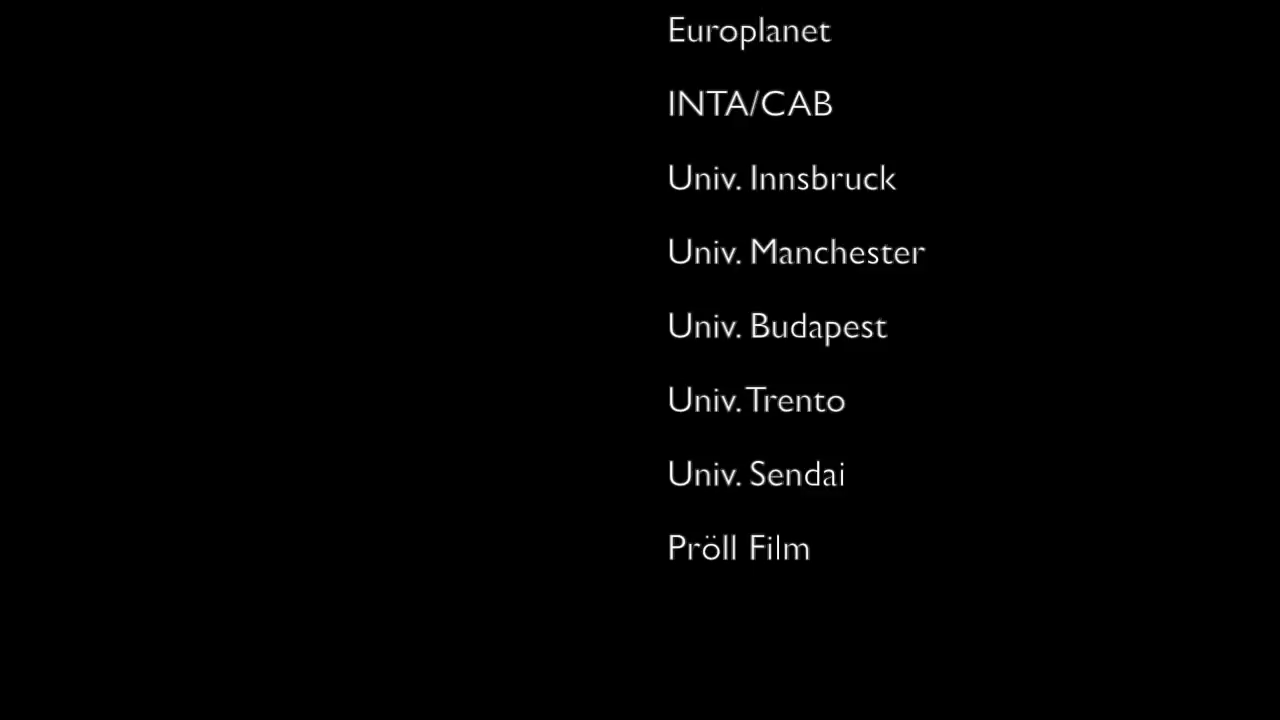 Europlanet
INTA/CAB
Univ. Innsbruck
Univ. Manchester
Univ. Budapest
Univ. Trento
Univ. Sendai
Pröll Film